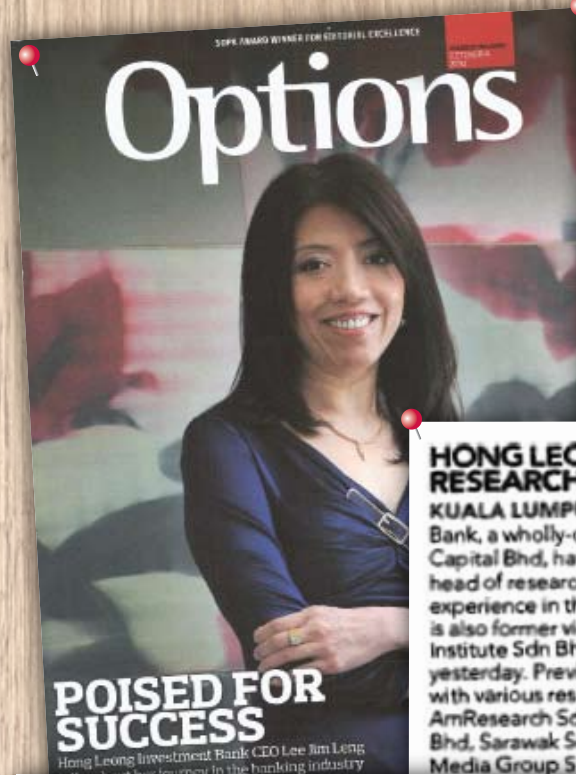 SOPA AWARD WINNER FOR EDITORIAL EXCELLENCE
Options
POISED FOR
SUCCESS
Hong Leong Investment Bank CEO Lee Jim Leng
her journey in the banking industry
HONG LEO
RESEARCH
KUALA LUMP
Bank, a wholly-
Capital Bhd, ha
head of researc
experience in th
is also former vi
Institute Sdn Bh
yesterday. Prev
with various res
AmResearch Sd
Bhd, Sarawak S
Media Group S